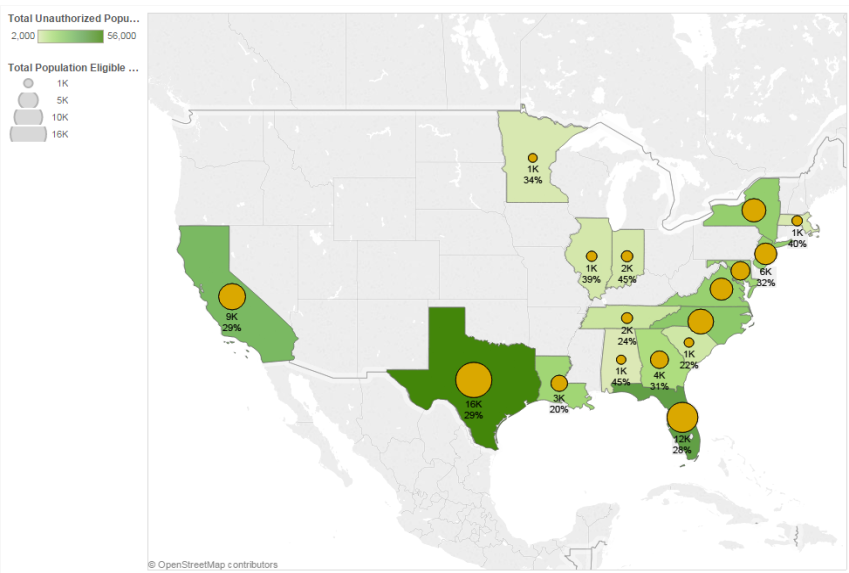 Total Unauthorized Popu...
2,000 56,000
Total Population Eligible ...
1K
5K
10K
16K
1K
34%
1K
39%
2K
45%
1K
40%
6K
32%
9K
29%
2K
24%
1K
22%
1K
45%
4K
31%
16K
29%
3K
20%
12K
28%
© OpenStreetMap contributors